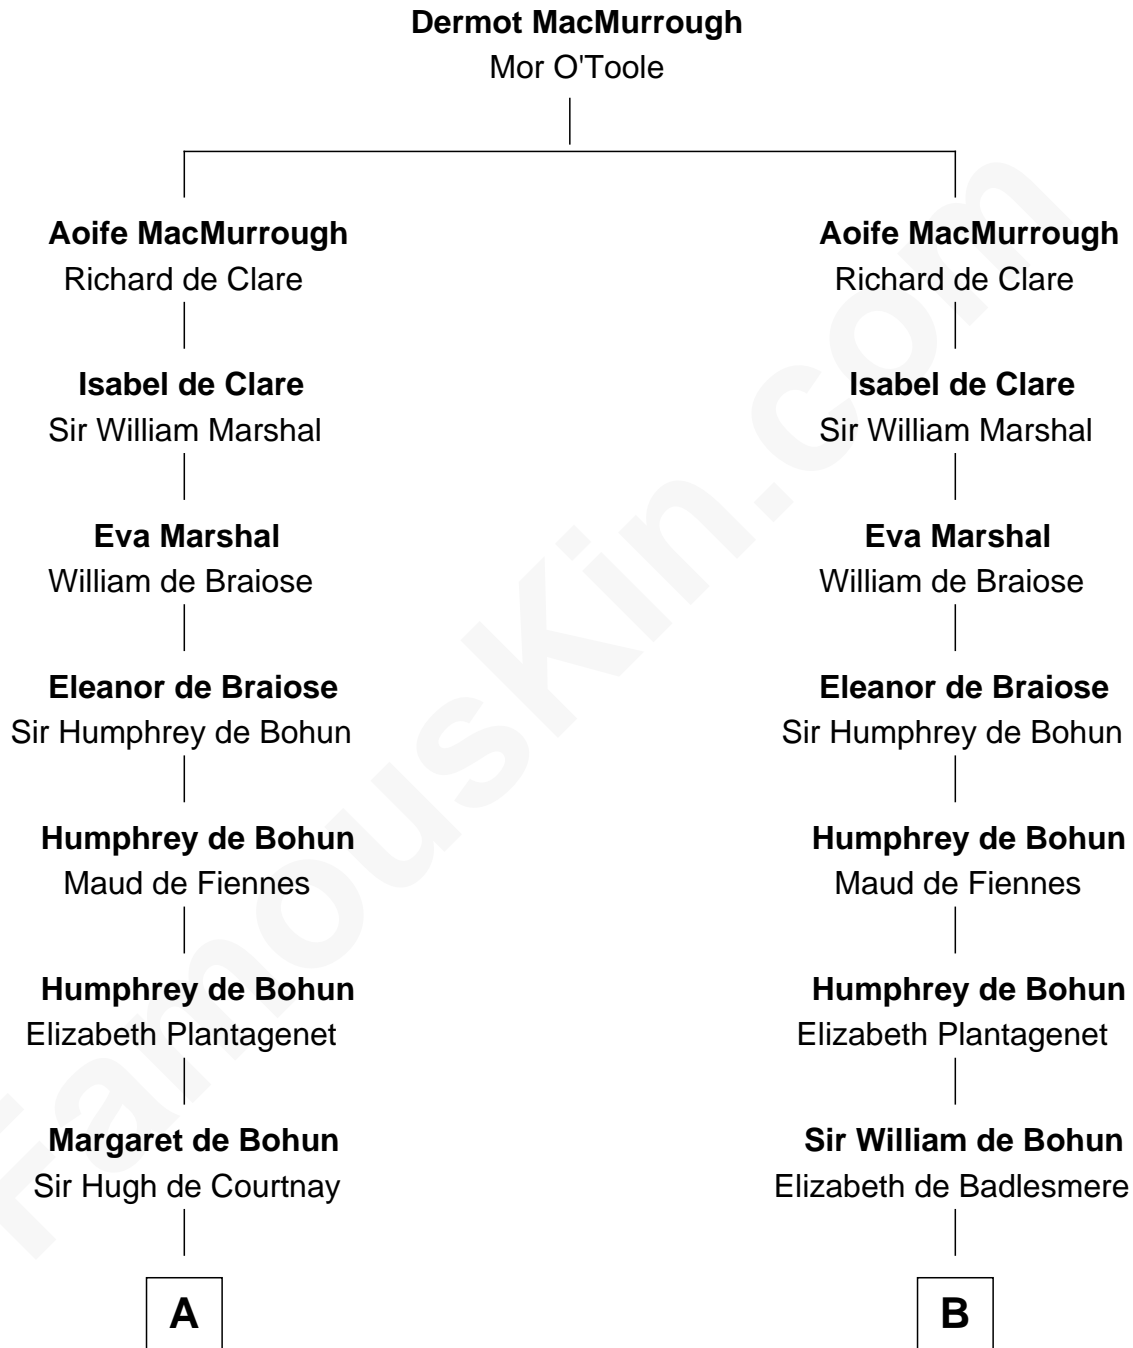 Dermot MacMurrough
Mor O'Toole
Aoife MacMurrough
Richard de Clare
Isabel de Clare
Sir William Marshal
Eva Marshal
William de Braiose
Eleanor de Braiose
Sir Humphrey de Bohun
Humphrey de Bohun
Maud de Fiennes
Humphrey de Bohun
Elizabeth Plantagenet
Margaret de Bohun
Sir Hugh de Courtnay
A
Aoife MacMurrough
Richard de Clare
Isabel de Clare
Sir William Marshal
Eva Marshal
William de Braiose
Eleanor de Braiose
Sir Humphrey de Bohun
Humphrey de Bohun
Maud de Fiennes
Humphrey de Bohun
Elizabeth Plantagenet
Sir William de Bohun
Elizabeth de Badlesmere
B
FamousKin.com